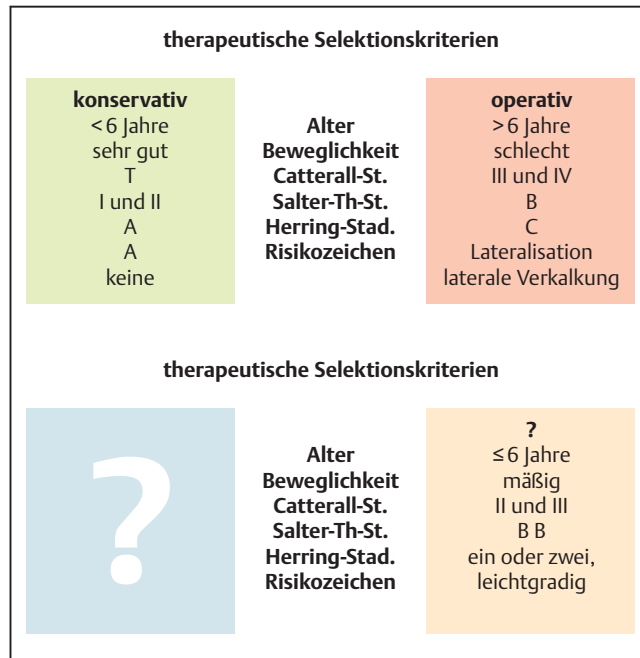 therapeutische Selektionskriterien
konservativ
< 6 Jahre
sehr gut
T
I und II
A
A
keine
Alter
Beweglichkeit
Catterall-St.
Salter-Th-St.
Herring-Stad.
Risikozeichen
operativ
> 6 Jahre
schlecht
III und IV
B
C
Lateralisation
laterale Verkalkung
therapeutische Selektionskriterien
?
Alter
Beweglichkeit
Catterall-St.
Salter-Th-St.
Herring-Stad.
Risikozeichen
?
≤ 6 Jahre
mäßig
II und III
B B
ein oder zwei,
leichtgradig